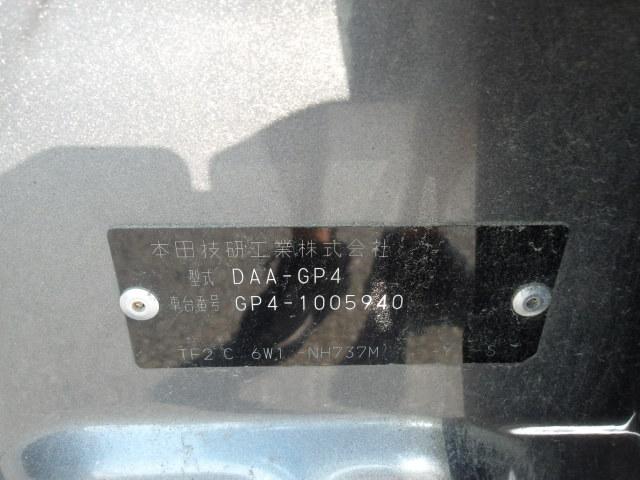 本田技研工業株式会社
型式 DAA-GP4
車台番号 GP4-1005940
TF2 C 6W1 -NH737M -Y S